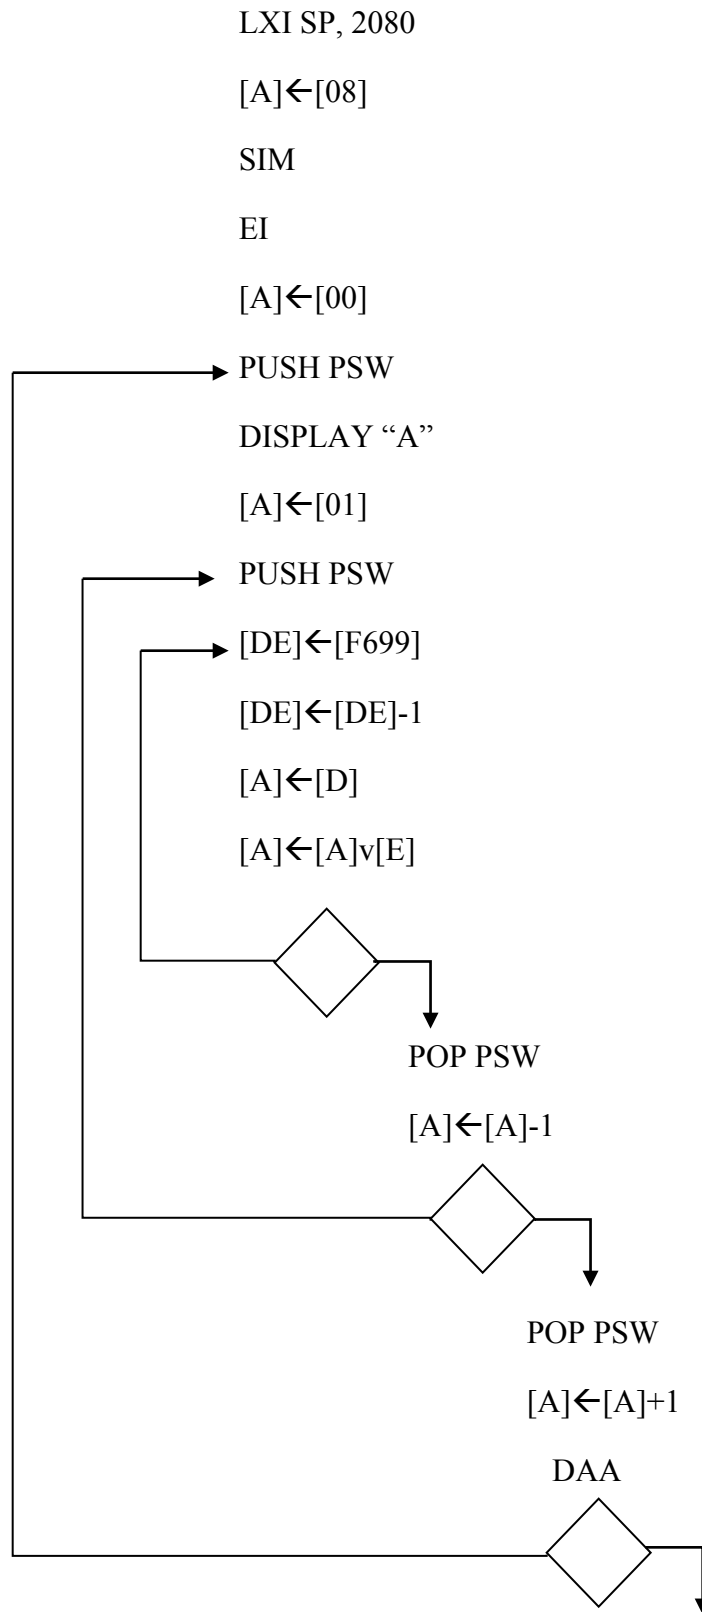 LXI SP, 2080
[A]←[08]
SIM
EI
[A]←[00]
PUSH PSW
DISPLAY “A”
[A]←[01]
PUSH PSW
[DE]←[F699]
[DE]←[DE]-1
[A]←[D]
[A]←[A]v[E]
POP PSW
[A]←[A]-1
POP PSW
[A]←[A]+1
DAA